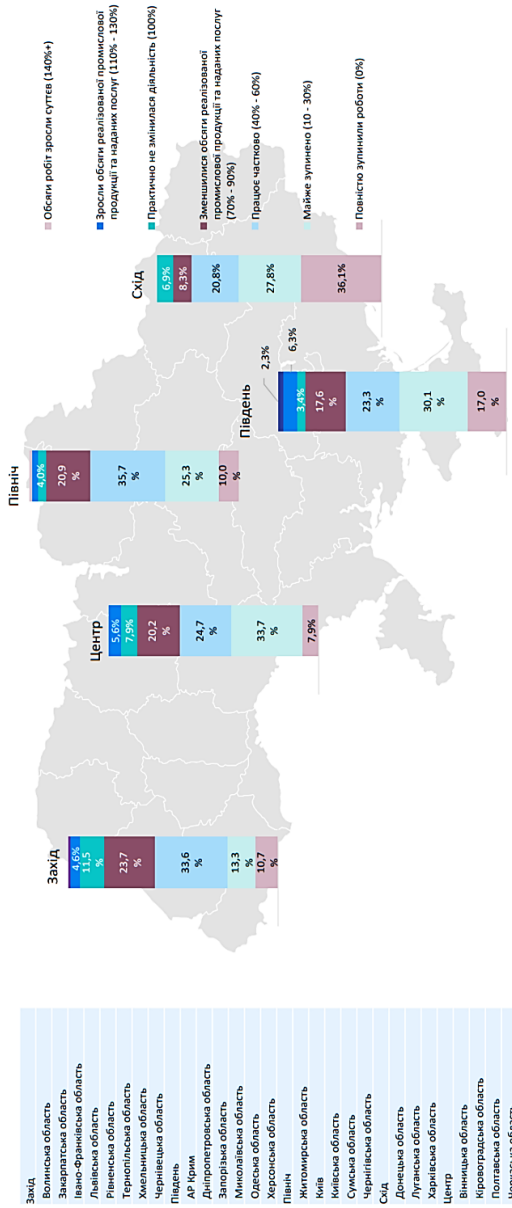 Захід
Волинська область
Закарпатська область
Івано-Франківська область
Львівська область
Рівненська область
Тернопільська область
Хмельницька область
Чернівецька область
Південь
АР Крим
Дніпропетровська область
Запорізька область
Миколаївська область
Одеська область
Херсонська область
Північ
Житомирська область
Київ
Київська область
Сумська область
Чернігівська область
Схід
Донецька область
Луганська область
Харківська область
Центр
Вінницька область
Кіровоградська область
Полтавська область
Черкаська область
Захід
4,6%
11,5
%
23,7
%
33,6
%
13,3
%
10,7
%
Центр
5,6%
7,9%
20,2
%
24,7
%
33,7
%
7,9%
Північ
4,0%
20,9
%
35,7
%
25,3
%
10,0
%
Південь
2,3%
6,3%
3,4%
17,6
%
23,3
%
30,1
%
17,0
%
Схід
6,9%
8,3%
20,8%
27,8%
36,1%
Обсяги робіт зросли суттєв (140%+)
Зросли обсяги реалізованої промислової
продукції та наданих послуг (110% - 130%)
Практично не змінилася діяльність (100%)
Зменшилися обсяги реалізованої
промислової продукції та наданих послуг
(70% - 90%)
Працює частково (40% - 60%)
Майже зупинено (10 - 30%)
Повністю зупинили роботи (0%)